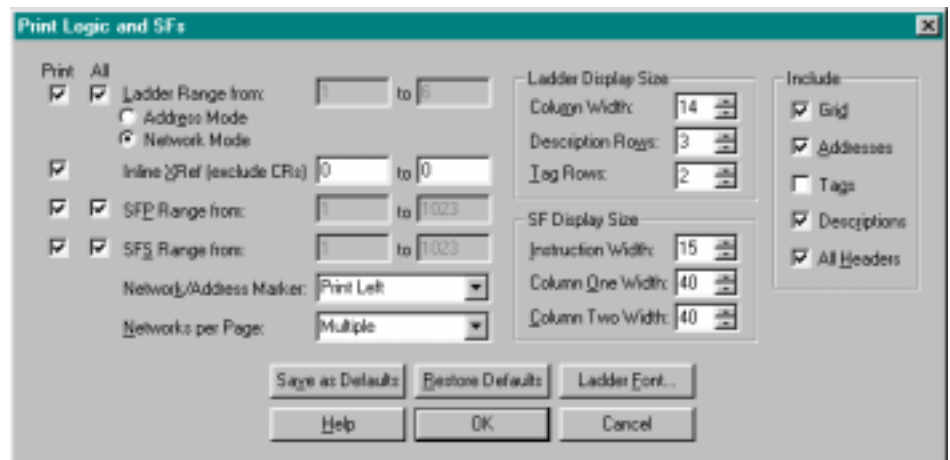 Print Logic and SFs
Print All
Ladder Range from: 1 to 6
Address Mode
Network Mode
Inline XRef (exclude CRs) 0 to 0
SFP Range from: 1 to 1023
SFS Range from: 1 to 1023
Network/Address Marker: Print Left
Networks per Page: Multiple
Ladder Display Size
Column Width: 14
Description Rows: 3
Tag Rows: 2
SF Display Size
Instruction Width: 15
Column One Width: 40
Column Two Width: 40
Include
Grid
Addresses
Tags
Descriptions
All Headers
Save as Defaults Restore Defaults Ladder Font...
Help OK Cancel